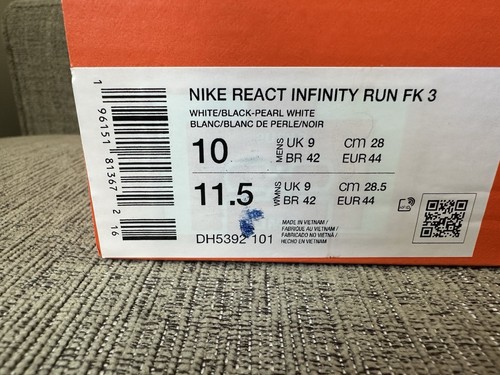 NIKE REACT INFINITY RUN FK 3
WHITE/BLACK-PEARL WHITE
BLANC/BLANC DE PERLE/NOIR
10 MENS UK 9 CM 28
BR 42 EUR 44
11.5 WMNS UK 9 CM 28.5
BR 42 EUR 44
DH5392 101
MADE IN VIETNAM/
FABRIQUE AU VIETNAM/
FABRICADO NO VIETNÃ/
HECHO EN VIETNAM
1 96151 81367 2 16